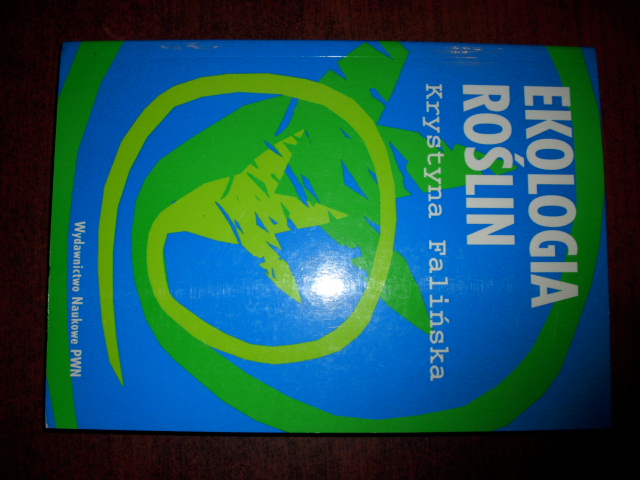 EKOLOGIA
ROŚLIN
Krystyna Falińska
Wydawnictwo Naukowe PWN